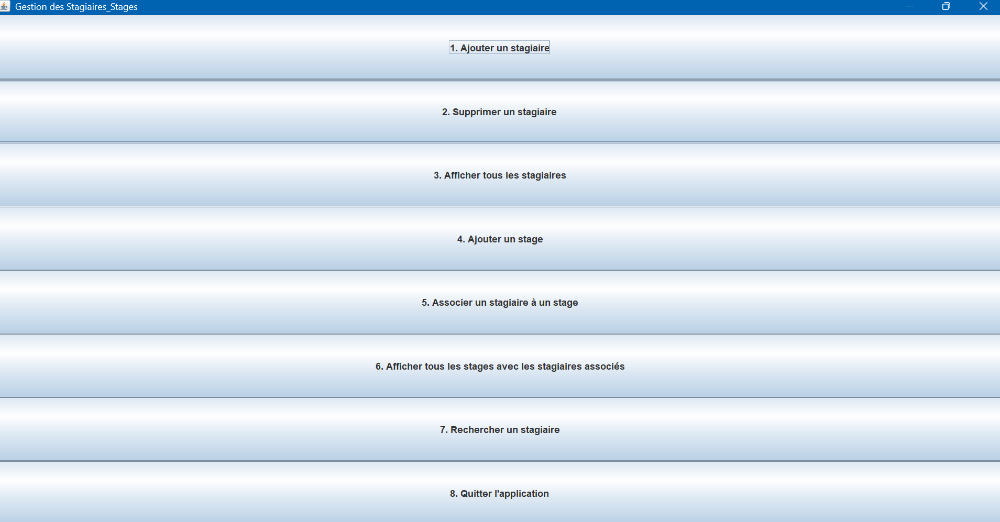 Gestion des Stagiaires_Stages
1. Ajouter un stagiaire
2. Supprimer un stagiaire
3. Afficher tous les stagiaires
4. Ajouter un stage
5. Associer un stagiaire à un stage
6. Afficher tous les stages avec les stagiaires associés
7. Rechercher un stagiaire
8. Quitter l'application